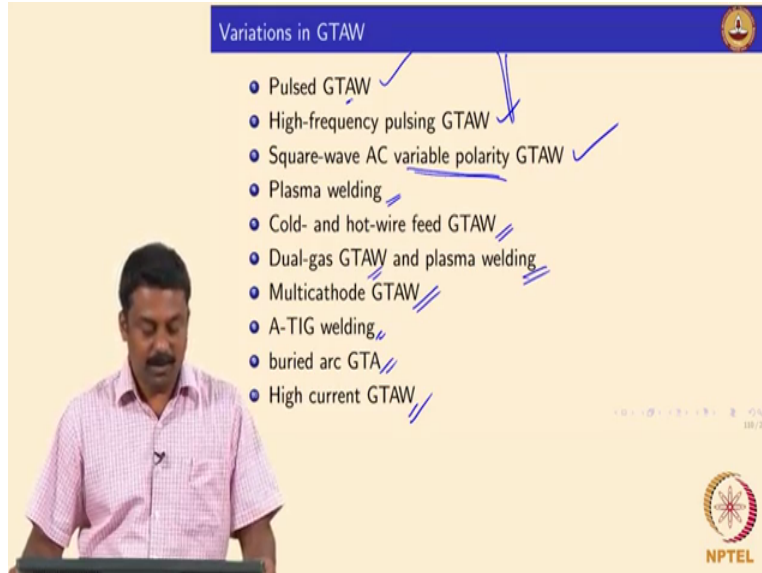 Variations in GTAW
Pulsed GTAW
High-frequency pulsing GTAW
Square-wave AC variable polarity GTAW
Plasma welding
Cold- and hot-wire feed GTAW
Dual-gas GTAW and plasma welding
Multicathode GTAW
A-TIG welding
buried arc GTA
High current GTAW
NPTEL